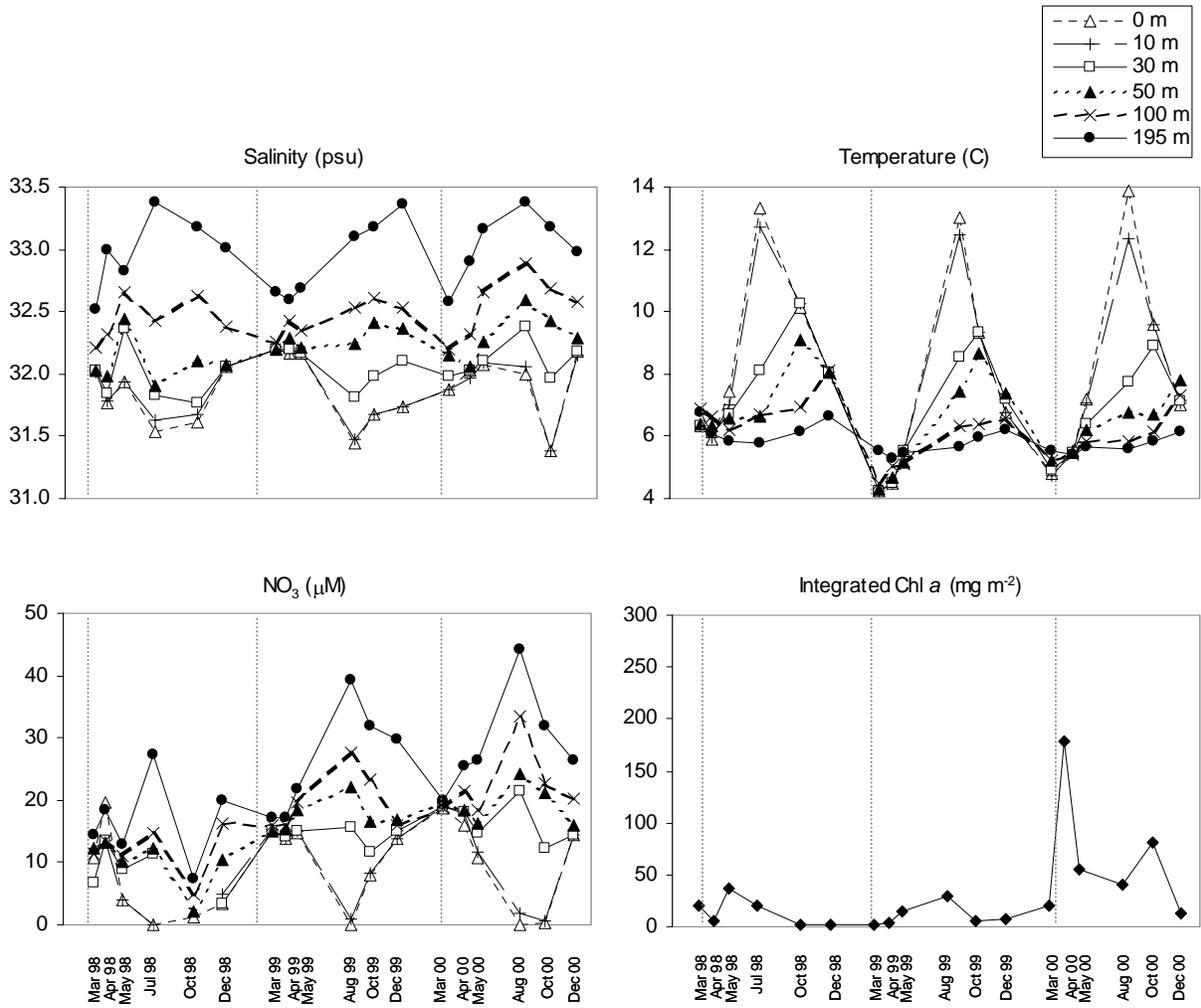 0 m
10 m
30 m
50 m
100 m
195 m
Salinity (psu)
33.5
33.0
32.5
32.0
31.5
31.0
Temperature (C)
14
12
10
8
6
4
NO3 (μM)
50
40
30
20
10
0
Mar 98
Apr 98
May 98
Jul 98
Oct 98
Dec 98
Mar 99
Apr 99
May 99
Aug 99
Oct 99
Dec 99
Mar 00
Apr 00
May 00
Aug 00
Oct 00
Dec 00
Integrated Chl a (mg m-2)
300
250
200
150
100
50
0
Mar 98
Apr 98
May 98
Jul 98
Oct 98
Dec 98
Mar 99
Apr 99
May 99
Aug 99
Oct 99
Dec 99
Mar 00
Apr 00
May 00
Aug 00
Oct 00
Dec 00